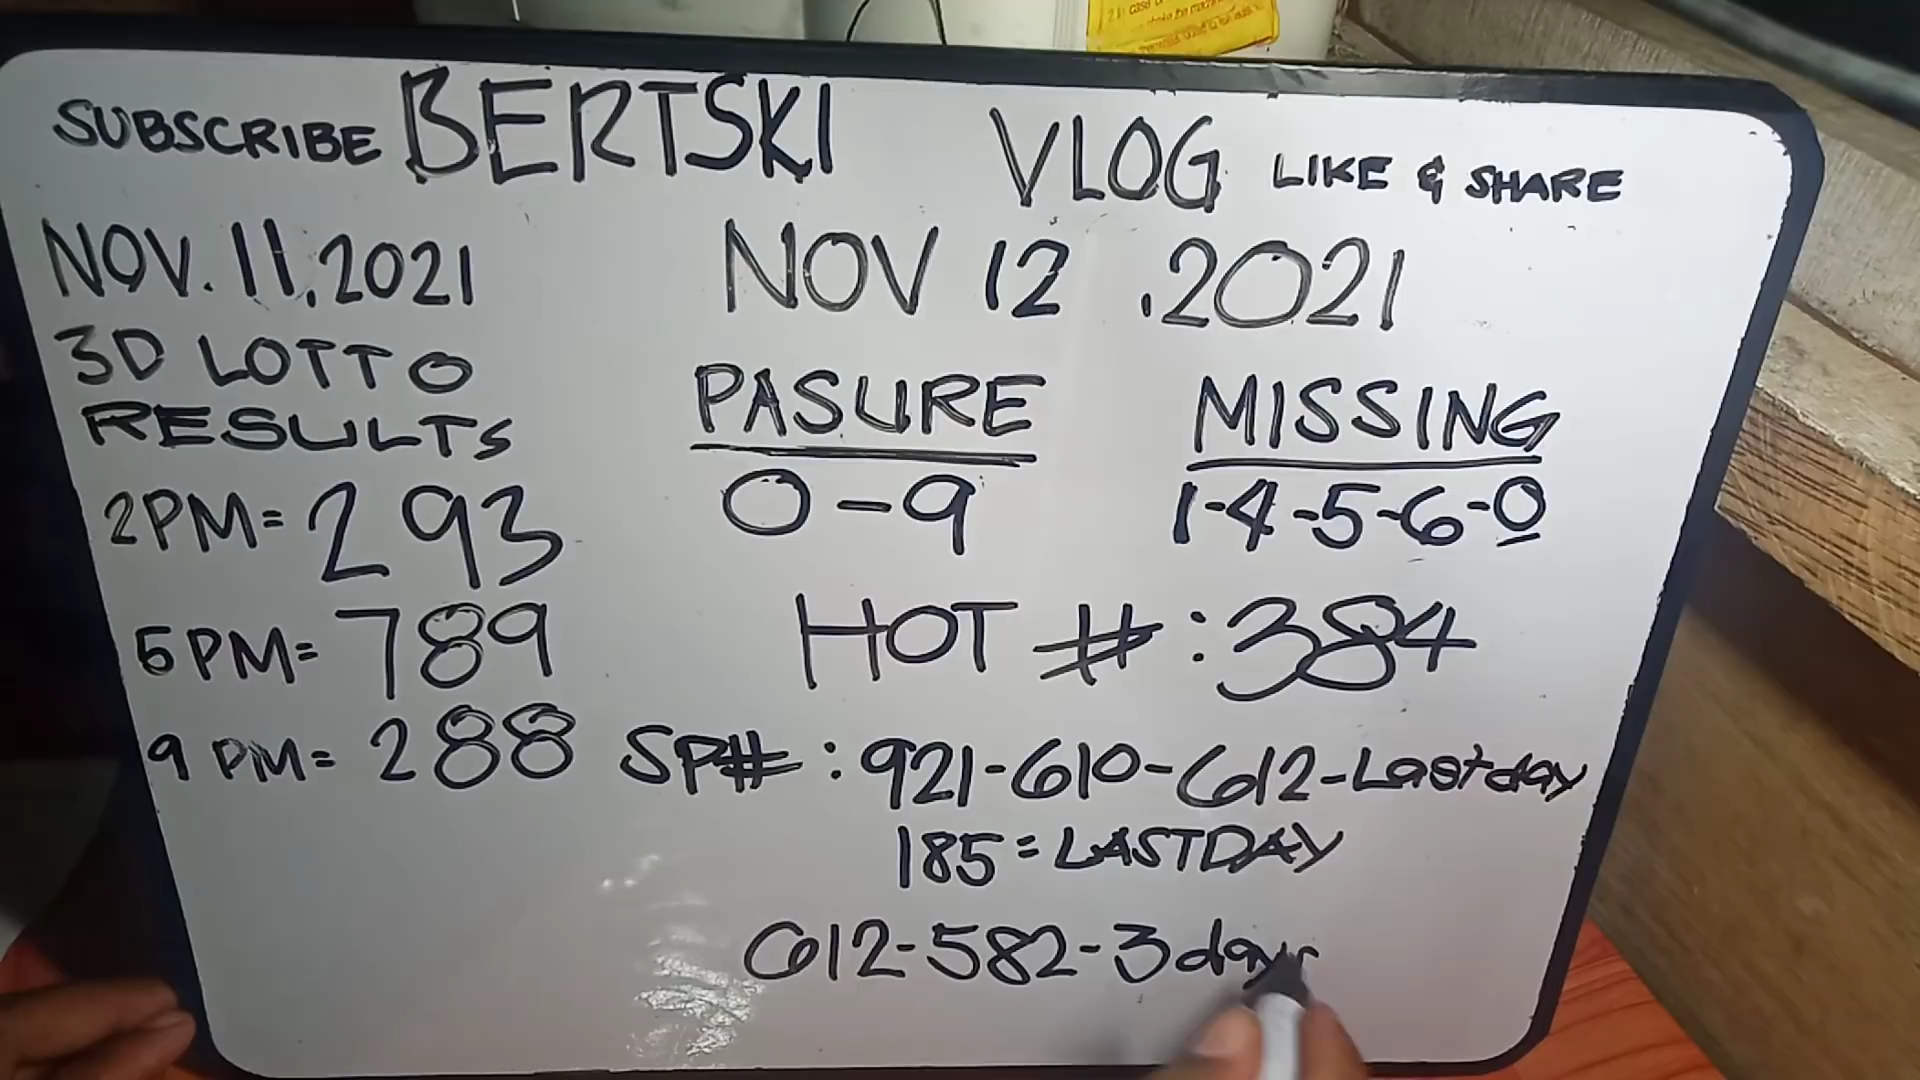 SUBSCRIBE BERTSKI VLOG LIKE & SHARE
NOV. 11, 2021
3D LOTTO
RESULTS
2PM= 293
5PM= 789
9 PM= 288
NOV 12 , 2021
PASURE
0-9
MISSING
1-4-5-6-0
HOT #: 384
SP#: 921-610-612-Lastday
185=LASTDAY
612-582-3days